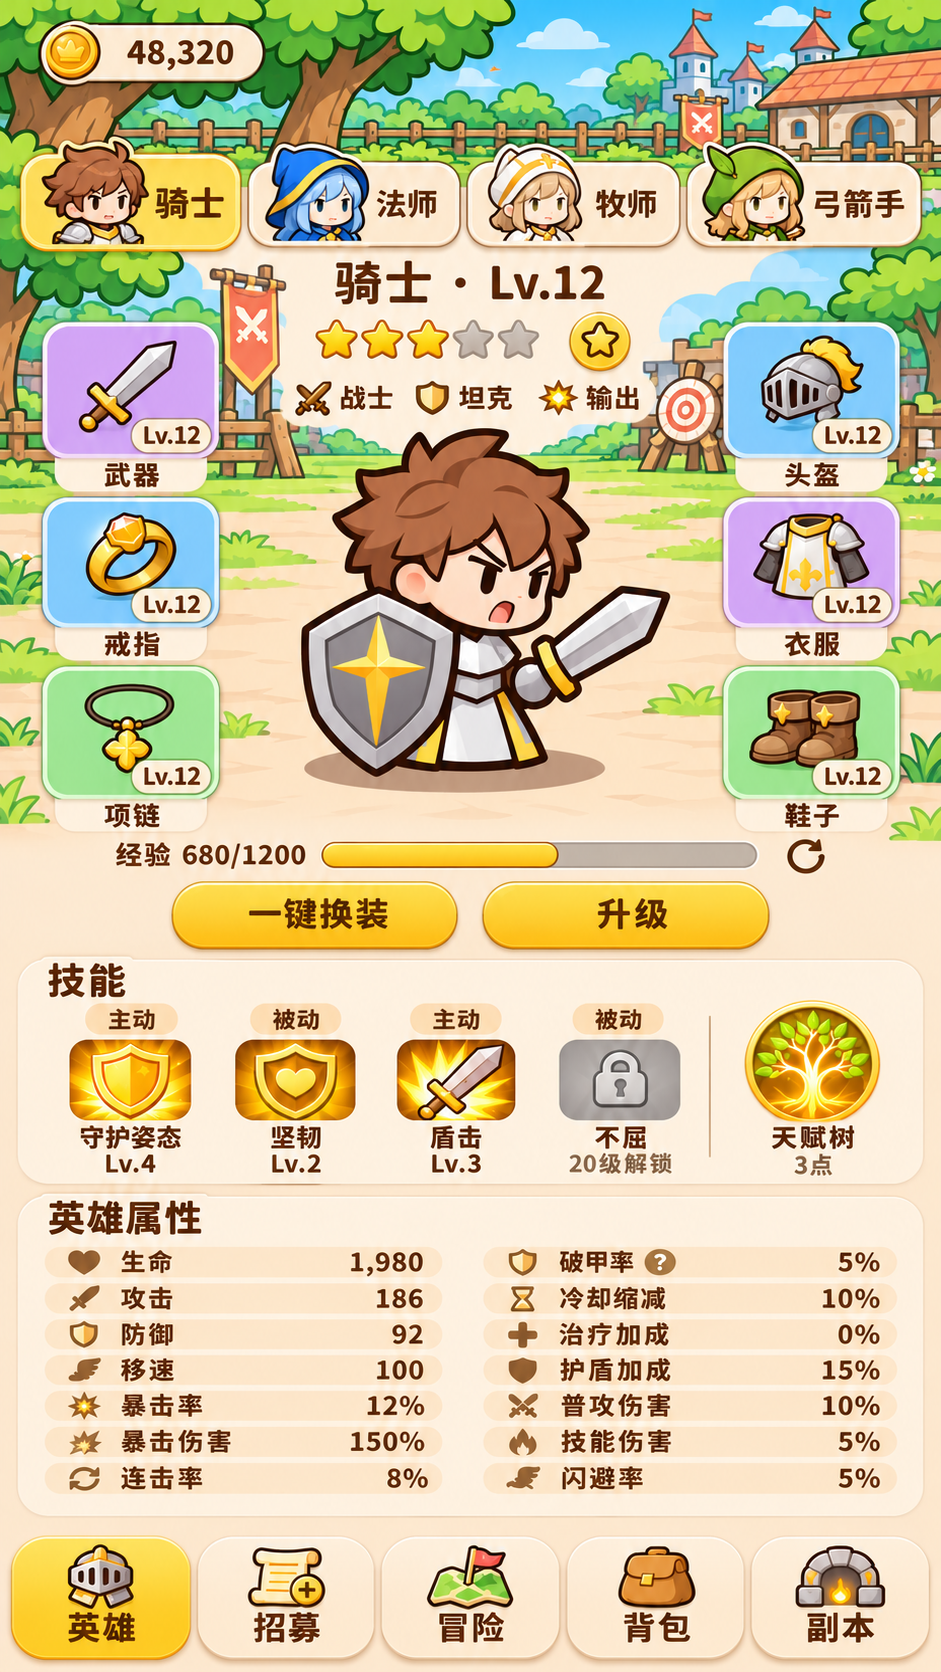 48,320
骑士
法师
牧师
弓箭手
骑士·Lv.12
战士 坦克 输出
Lv.12
武器
Lv.12
戒指
Lv.12
项链
Lv.12
头盔
Lv.12
衣服
Lv.12
鞋子
经验 680/1200
一键换装
升级
技能
主动
守护姿态
Lv.4
被动
坚韧
Lv.2
主动
盾击
Lv.3
被动
不屈
20级解锁
天赋树
3点
英雄属性
生命 1,980
攻击 186
防御 92
移速 100
暴击率 12%
暴击伤害 150%
连击率 8%
破甲率 ? 5%
冷却缩减 10%
治疗加成 0%
护盾加成 15%
普攻伤害 10%
技能伤害 5%
闪避率 5%
英雄
招募
冒险
背包
副本